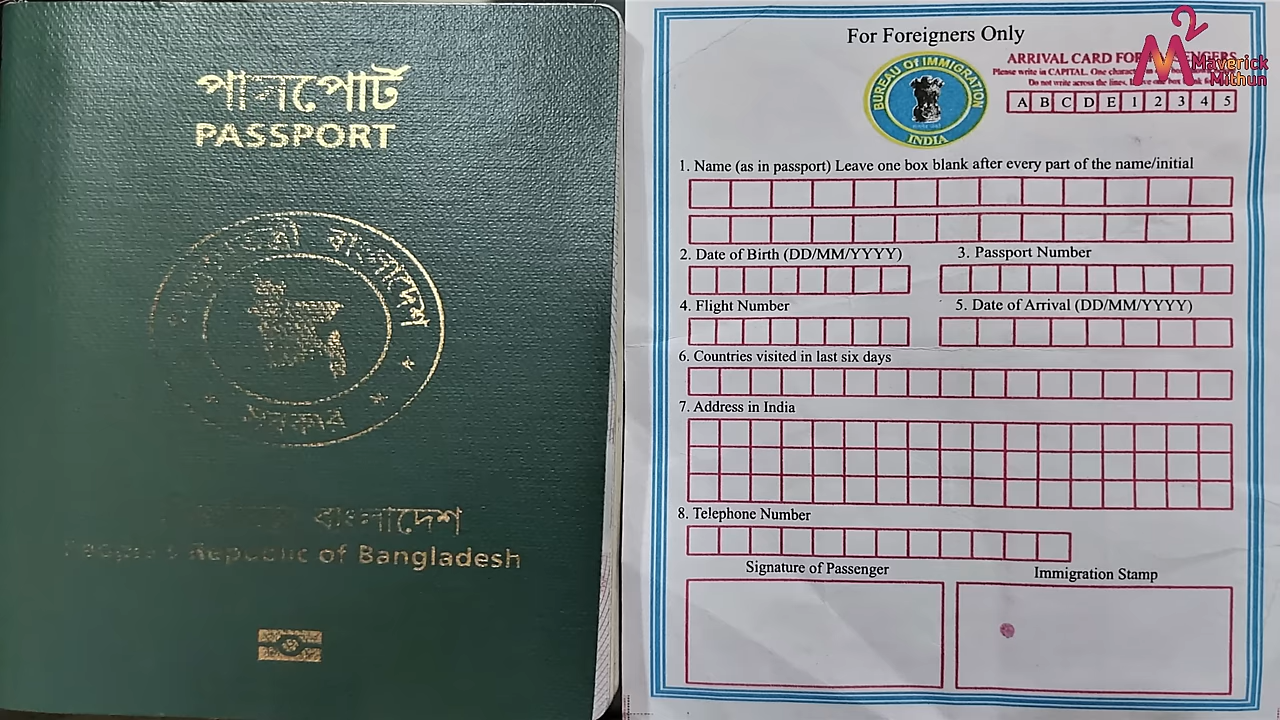 পাসপোর্ট
PASSPORT
বাংলাদেশ
সরকার
বাংলাদেশ
People's Republic of Bangladesh
For Foreigners Only
BUREAU OF IMMIGRATION
INDIA
ARRIVAL CARD FOR
Please write in CAPITAL. One
Do not write across the lines.
A B C D E 1 2 3 4 5
M2
Maverick
Mithun
1. Name (as in passport) Leave one box blank after every part of the name/initial
2. Date of Birth (DD/MM/YYYY)
3. Passport Number
4. Flight Number
5. Date of Arrival (DD/MM/YYYY)
6. Countries visited in last six days
7. Address in India
8. Telephone Number
Signature of Passenger
Immigration Stamp